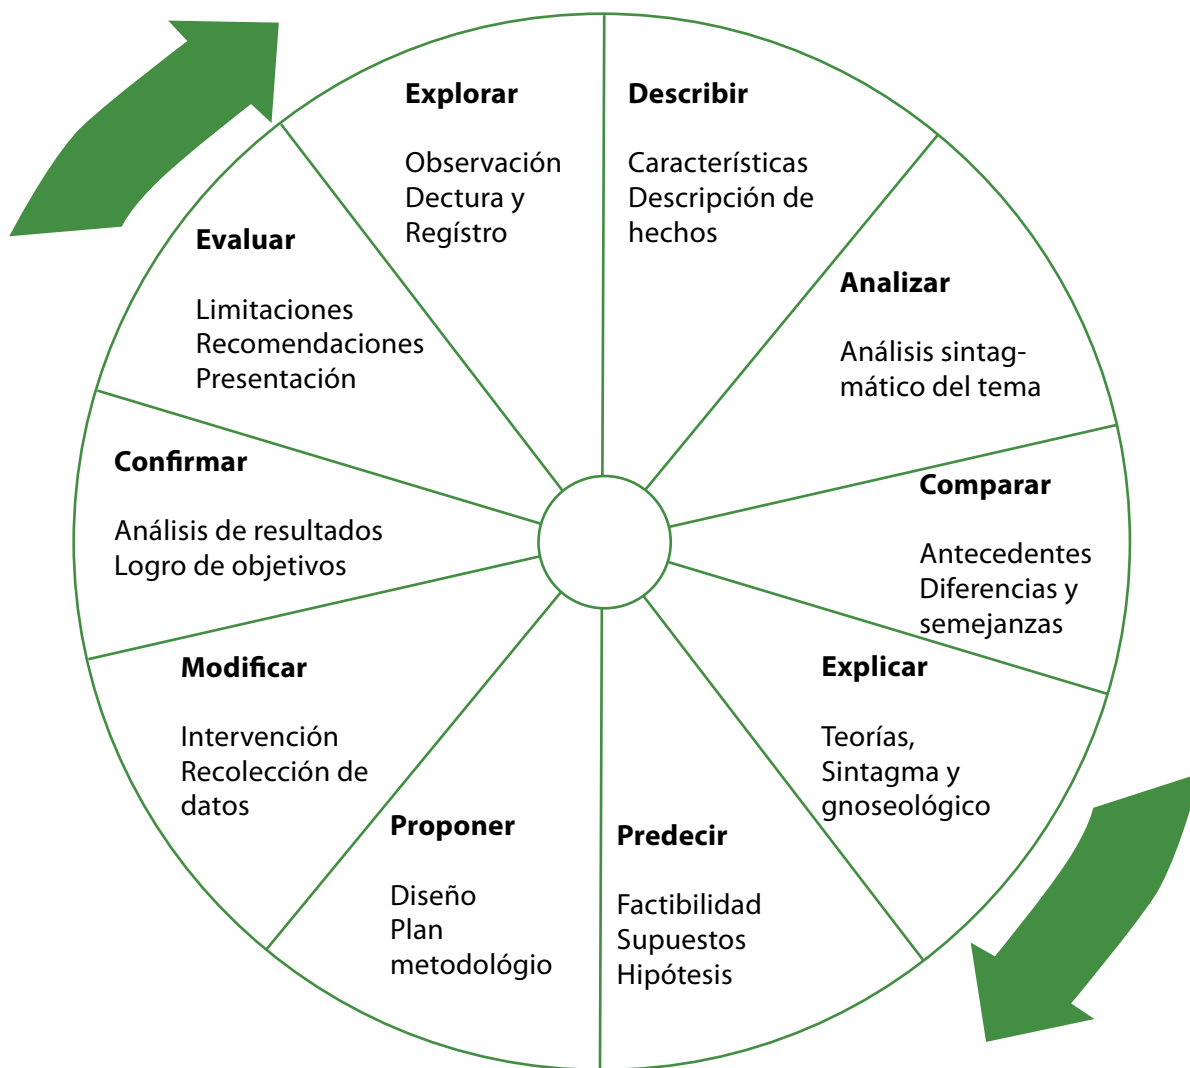 Explorar
Observación
Dectura y
Regístro
Describir
Características
Descripción de
hechos
Analizar
Análisis sintag-
mático del tema
Comparar
Antecedentes
Diferencias y
semejanzas
Explicar
Teorías,
Sintagma y
gnoseológico
Predecir
Factibilidad
Supuestos
Hipótesis
Proponer
Diseño
Plan
metodológio
Modificar
Intervención
Recolección de
datos
Confirmar
Análisis de resultados
Logro de objetivos
Evaluar
Limitaciones
Recomendaciones
Presentación